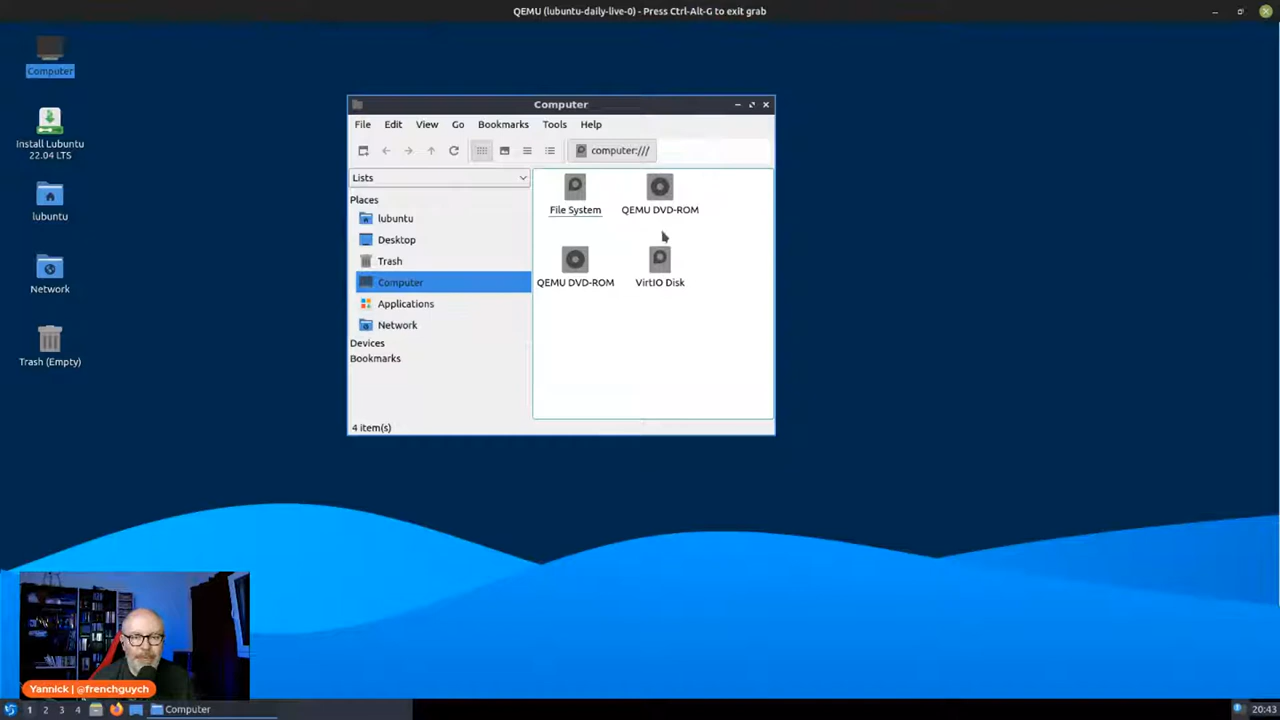 QEMU (lubuntu-daily-live-0) - Press Ctrl-Alt-G to exit grab
Computer
Install Lubuntu
22.04 LTS
lubuntu
Network
Trash (Empty)
Computer
File Edit View Go Bookmarks Tools Help
computer:///
Lists
Places
lubuntu
Desktop
Trash
Computer
Applications
Network
Devices
Bookmarks
File System
QEMU DVD-ROM
QEMU DVD-ROM
VirtIO Disk
4 item(s)
Yannick | @frenchguych
1 2 3 4 Computer 20:43